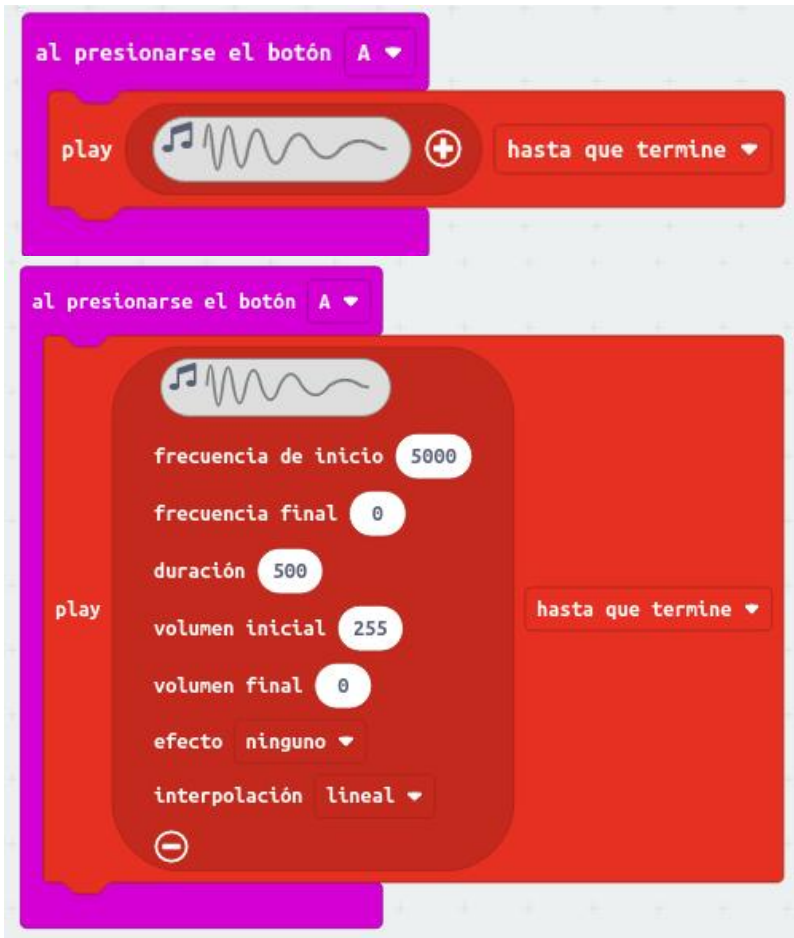 al presionarse el botón A
play hasta que termine
al presionarse el botón A
frecuencia de inicio 5000
frecuencia final 0
duración 500
play hasta que termine
volumen inicial 255
volumen final 0
efecto ninguno
interpolación lineal